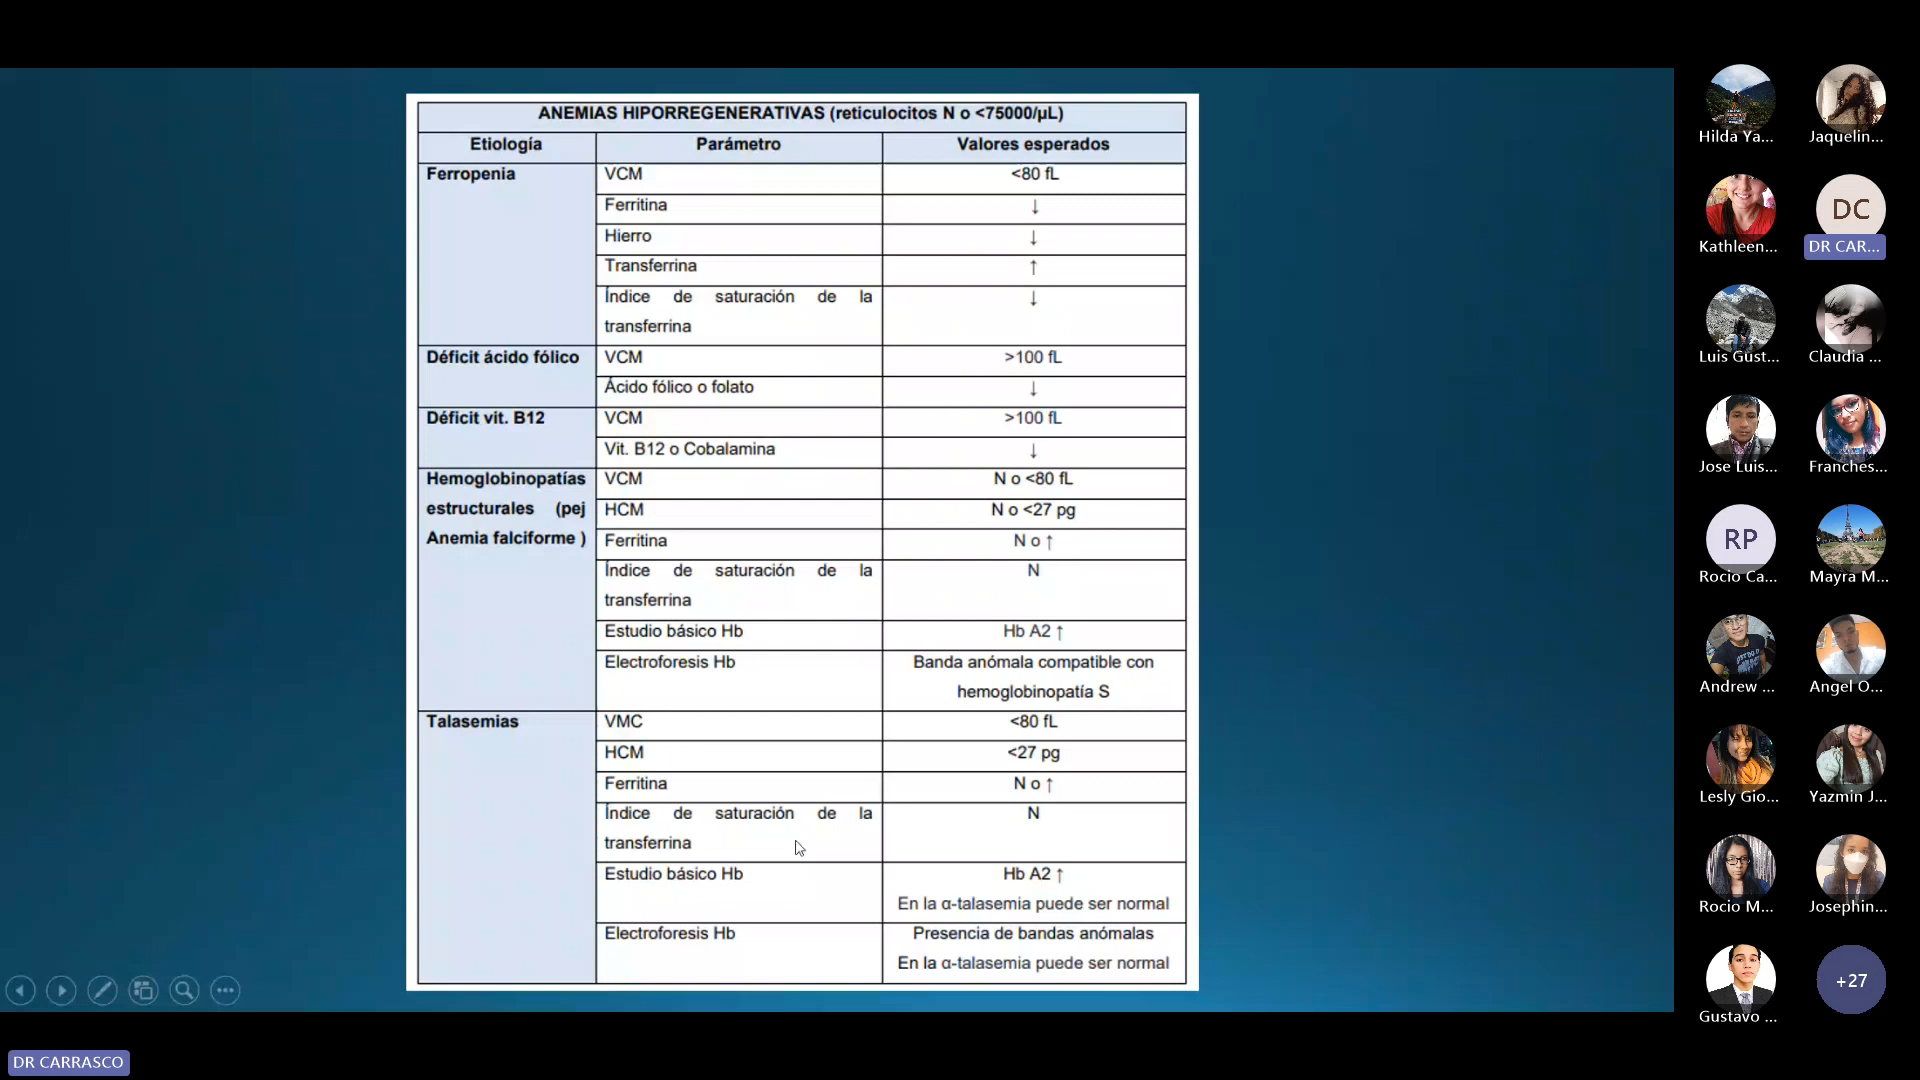 ANEMIAS HIPORREGENERATIVAS (reticulocitos N o <75000/µL)
Etiología Parámetro Valores esperados
Ferropenia VCM <80 fL
Ferritina ↓
Hierro ↓
Transferrina ↑
Índice de saturación de la ↓
transferrina
Déficit ácido fólico VCM >100 fL
Ácido fólico o folato ↓
Déficit vit. B12 VCM >100 fL
Vit. B12 o Cobalamina ↓
Hemoglobinopatías VCM N o <80 fL
estructurales (pej HCM N o <27 pg
Anemia falciforme ) Ferritina N o ↑
Índice de saturación de la N
transferrina
Estudio básico Hb Hb A2 ↑
Electroforesis Hb Banda anómala compatible con
hemoglobinopatía S
Talasemias VMC <80 fL
HCM <27 pg
Ferritina N o ↑
Índice de saturación de la N
transferrina
Estudio básico Hb Hb A2 ↑
En la α-talasemia puede ser normal
Electroforesis Hb Presencia de bandas anómalas
En la α-talasemia puede ser normal
Hilda Ya... Jaquelin...
DC
Kathleen... DR CAR...
Luis Gust... Claudia ...
Jose Luis... Franches...
RP
Rocio Ca... Mayra M...
Andrew ... Angel O...
Lesly Gio... Yazmin J...
Rocio M... Josephin...
+27
Gustavo ...
DR CARRASCO